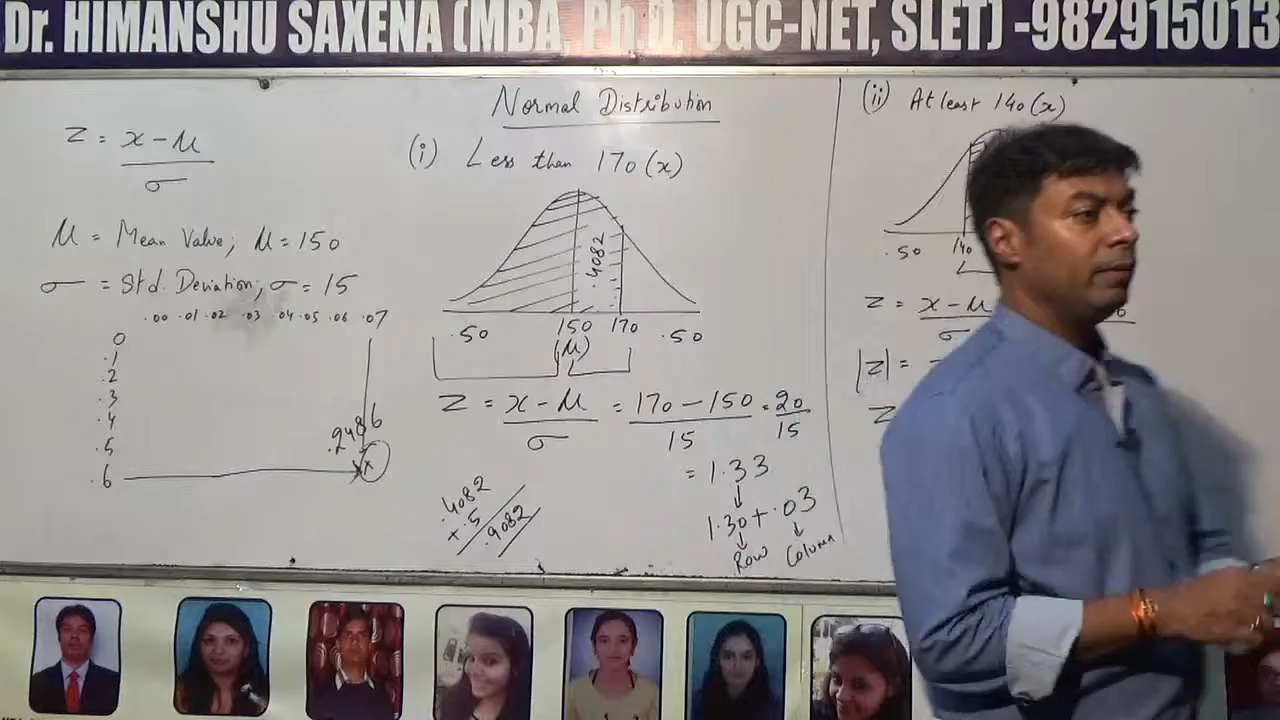 Dr. HIMANSHU SAXENA (MBA, Ph.D. UGC-NET, SLET) -982915013
Z = x - μ
σ
μ = Mean Value; μ = 150
σ = Std. Deviation; σ = 15
.00 .01 .02 .03 .04 .05 .06 .07
0
.1
.2
.3
.4
.5
.6
.2486
x
Normal Distribution
(i) Less than 170 (x)
.4082
.50 150 170 .50
(μ)
Z = x - μ = 170 - 150 = 20
σ 15 15
= 1.33
1.30 + .03
Row Column
.4082
+ .5
.9082
(ii) At least 140 (x)
.50 140
Z = x - μ
σ
|Z| =
Z